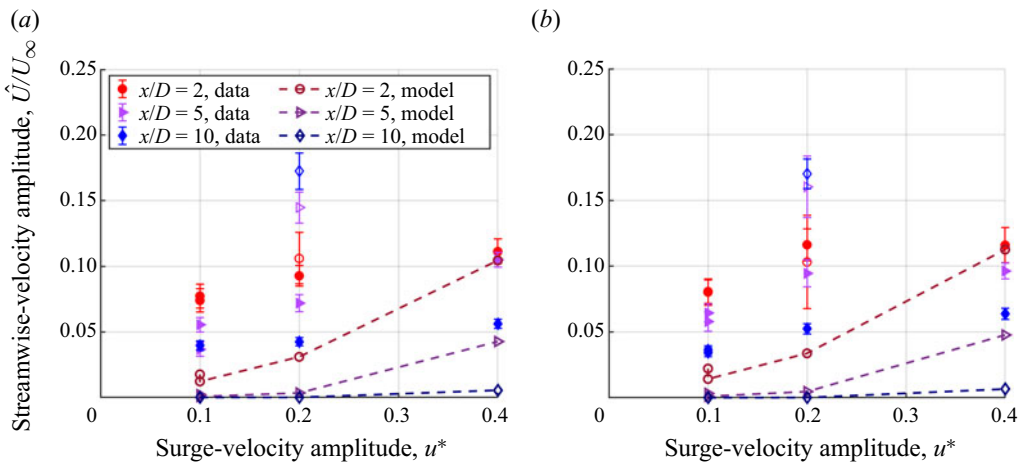 (a)
(b)
Streamwise-velocity amplitude, Û/U∞
0.25
0.20
0.15
0.10
0.05
0
0.1
0.2
0.3
0.4
x/D = 2, data
x/D = 2, model
x/D = 5, data
x/D = 5, model
x/D = 10, data
x/D = 10, model
Surge-velocity amplitude, u*
0.25
0.20
0.15
0.10
0.05
0
0.1
0.2
0.3
0.4
Surge-velocity amplitude, u*